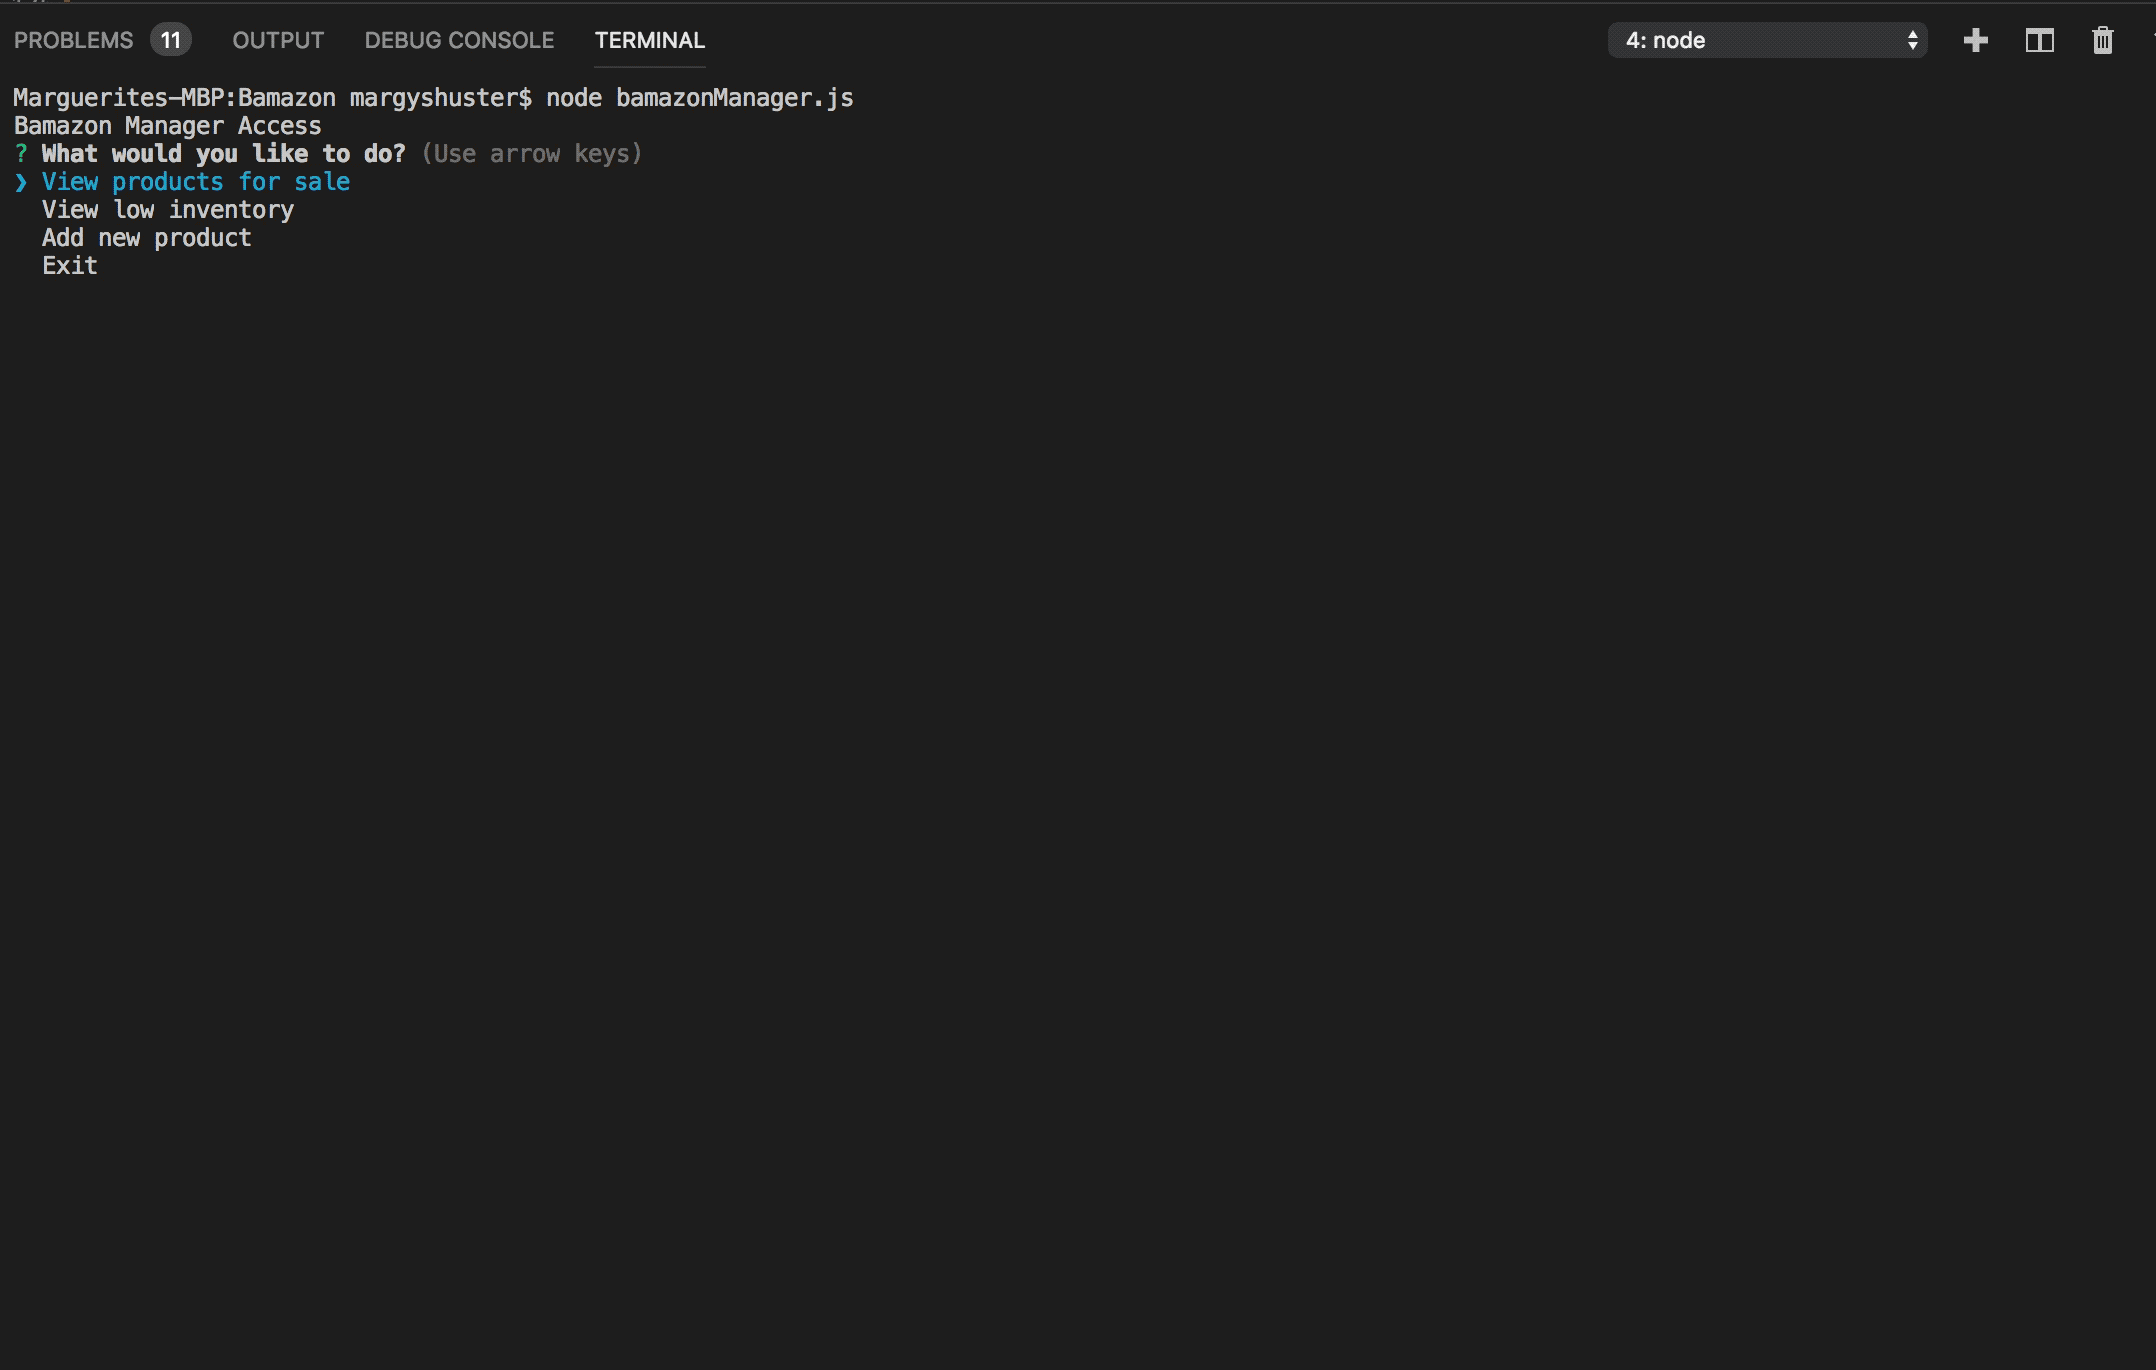 PROBLEMS 11 OUTPUT DEBUG CONSOLE TERMINAL 4: node
Marguerites-MBP:Bamazon margyshuster$ node bamazonManager.js
Bamazon Manager Access
? What would you like to do? (Use arrow keys)
❯ View products for sale
View low inventory
Add new product
Exit